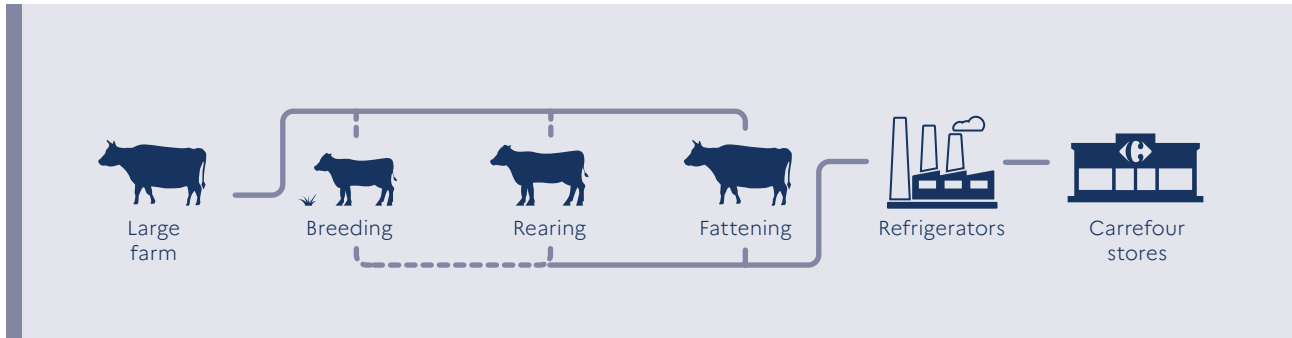 Large
farm
Breeding
Rearing
Fattening
Refrigerators
Carrefour
stores